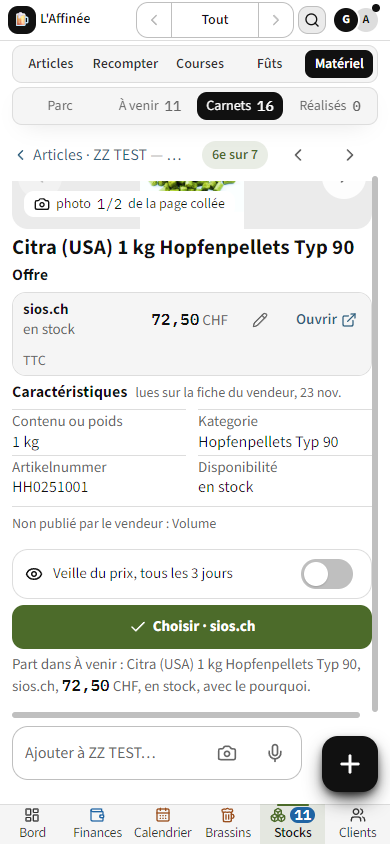 L'Affinée
Tout
G
A
Articles
Recompter
Courses
Fûts
Matériel
Parc
À venir 11
Carnets 16
Réalisés 0
Articles · ZZ TEST — …
6e sur 7
photo 1/2 de la page collée
Citra (USA) 1 kg Hopfenpellets Typ 90
Offre
sios.ch
en stock
72,50 CHF
Ouvrir
TTC
Caractéristiques lues sur la fiche du vendeur, 23 nov.
Contenu ou poids
1 kg
Kategorie
Hopfenpellets Typ 90
Artikelnummer
HH0251001
Disponibilité
en stock
Non publié par le vendeur : Volume
Veille du prix, tous les 3 jours
Choisir · sios.ch
Part dans À venir : Citra (USA) 1 kg Hopfenpellets Typ 90,
sios.ch, 72,50 CHF, en stock, avec le pourquoi.
Ajouter à ZZ TEST…
Bord
Finances
Calendrier
Brassins
11
Stocks
Clients